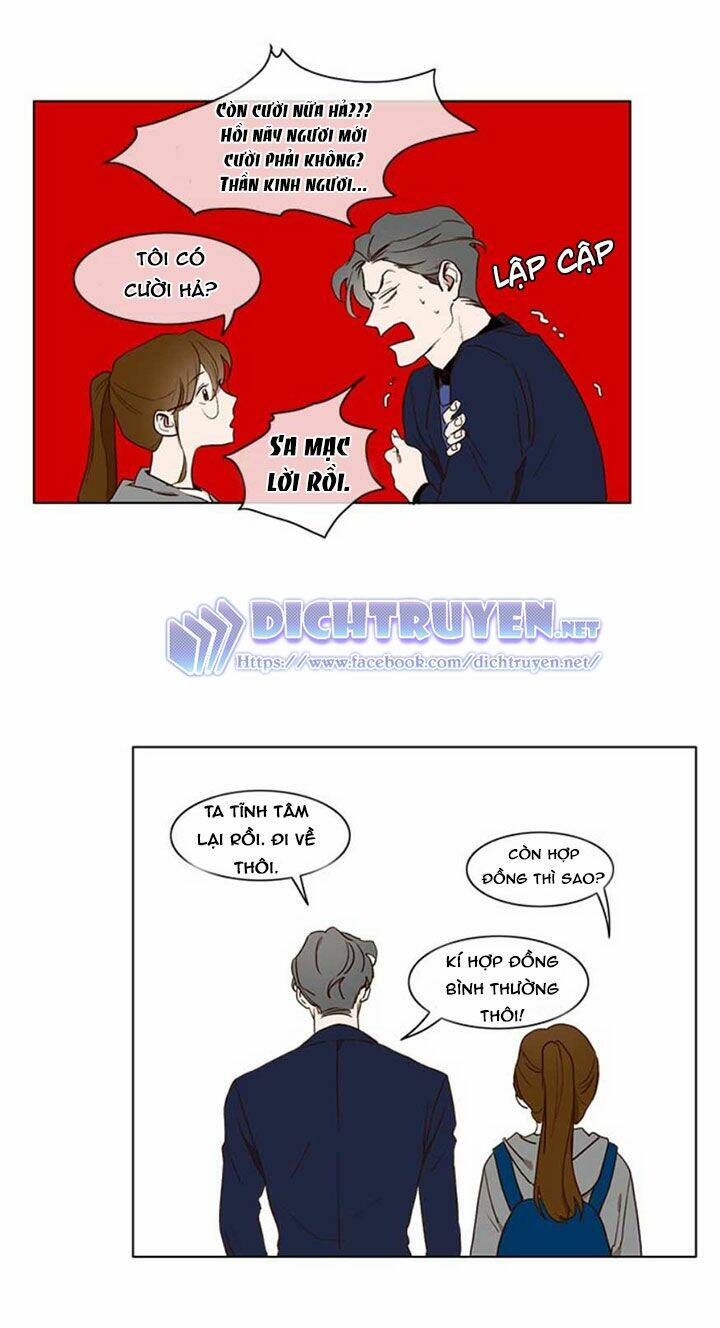 CÒN CƯỜI NỮA HẢ???
HỒI NÃY NGƯƠI MỚI
CƯỜI PHẢI KHÔNG?
THẦN KINH NGƯỜI...
TÔI CÓ
CƯỜI HẢ?
LẬP CẬP
SA MẠC
LỜI RỒI.
DICHTRUYEN.NET
HTTPS://WWW.FACEBOOK.COM/DICHTRUYEN.NET/
TA TĨNH TÂM
LẠI RỒI. ĐI VỀ
THÔI.
CÒN HỢP
ĐỒNG THÌ SAO?
KÍ HỢP ĐỒNG
BÌNH THƯỜNG
THÔI!